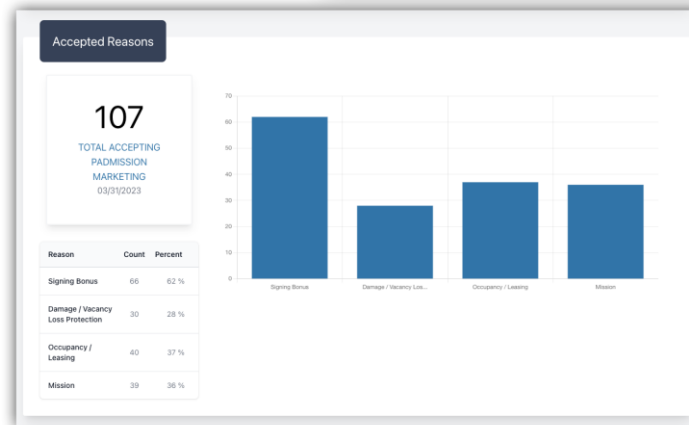 Accepted Reasons
107
TOTAL ACCEPTING
PADMISSION
MARKETING
03/31/2023
Reason Count Percent
Signing Bonus 66 62 %
Damage / Vacancy
Loss Protection 30 28 %
Occupancy /
Leasing 40 37 %
Mission 39 36 %
70
60
50
40
30
20
10
0
Signing Bonus Damage / Vacancy Los... Occupancy / Leasing Mission